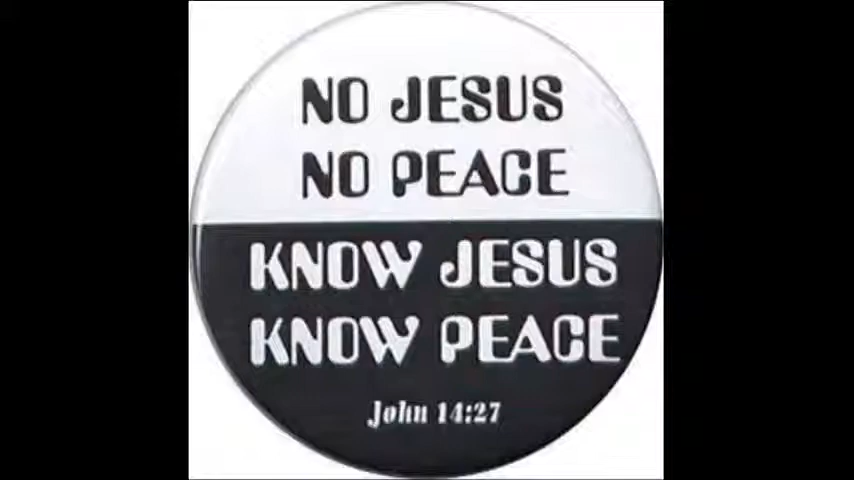 NO JESUS
NO PEACE
KNOW JESUS
KNOW PEACE
John 14:27